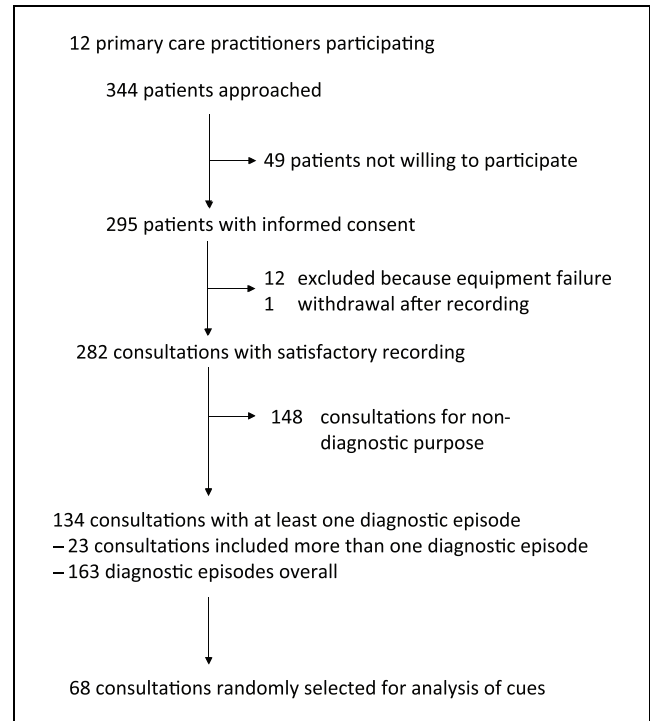 12 primary care practitioners participating
344 patients approached
49 patients not willing to participate
295 patients with informed consent
12 excluded because equipment failure
1 withdrawal after recording
282 consultations with satisfactory recording
148 consultations for non-
diagnostic purpose
134 consultations with at least one diagnostic episode
– 23 consultations included more than one diagnostic episode
– 163 diagnostic episodes overall
68 consultations randomly selected for analysis of cues